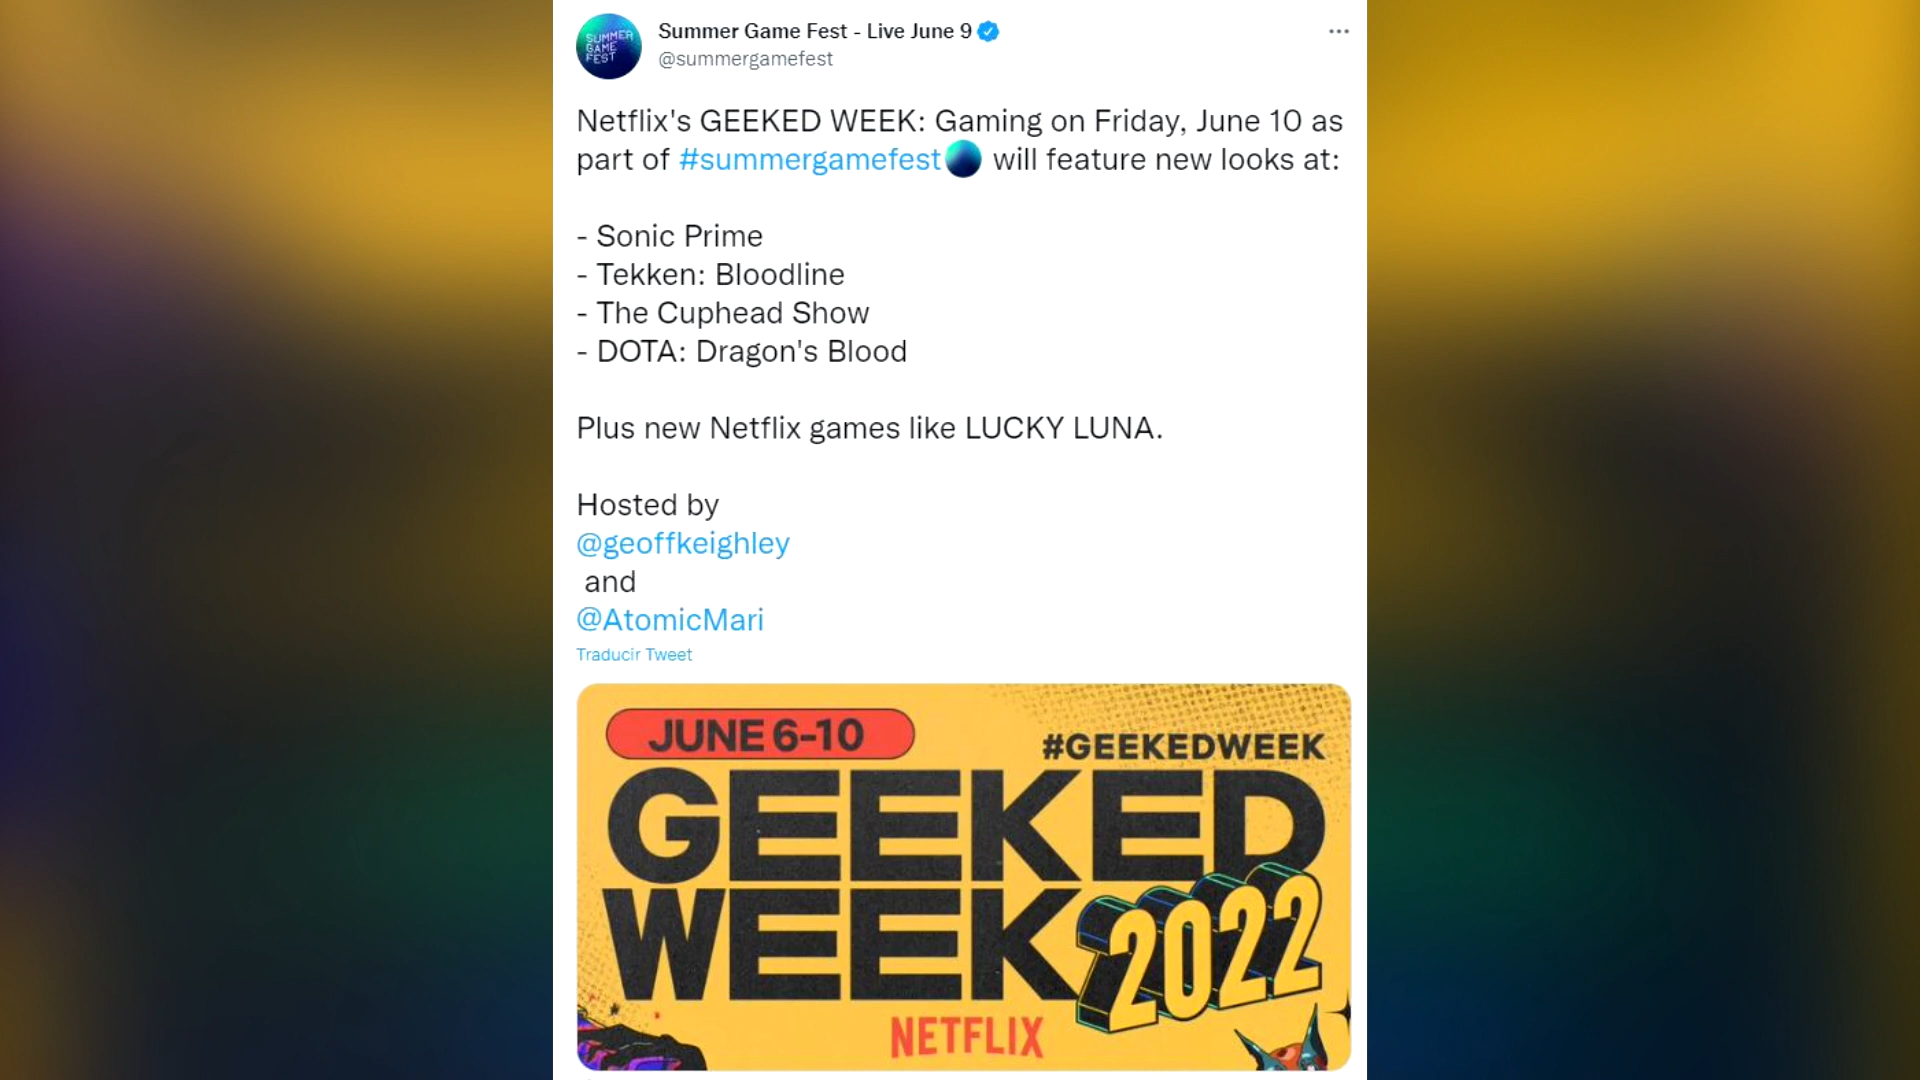 SUMMER
GAME
FEST
Summer Game Fest - Live June 9
@summergamefest
Netflix's GEEKED WEEK: Gaming on Friday, June 10 as
part of #summergamefest will feature new looks at:
- Sonic Prime
- Tekken: Bloodline
- The Cuphead Show
- DOTA: Dragon's Blood
Plus new Netflix games like LUCKY LUNA.
Hosted by
@geoffkeighley
and
@AtomicMari
Traducir Tweet
JUNE 6-10
#GEEKEDWEEK
GEEKED
WEEK 2022
NETFLIX